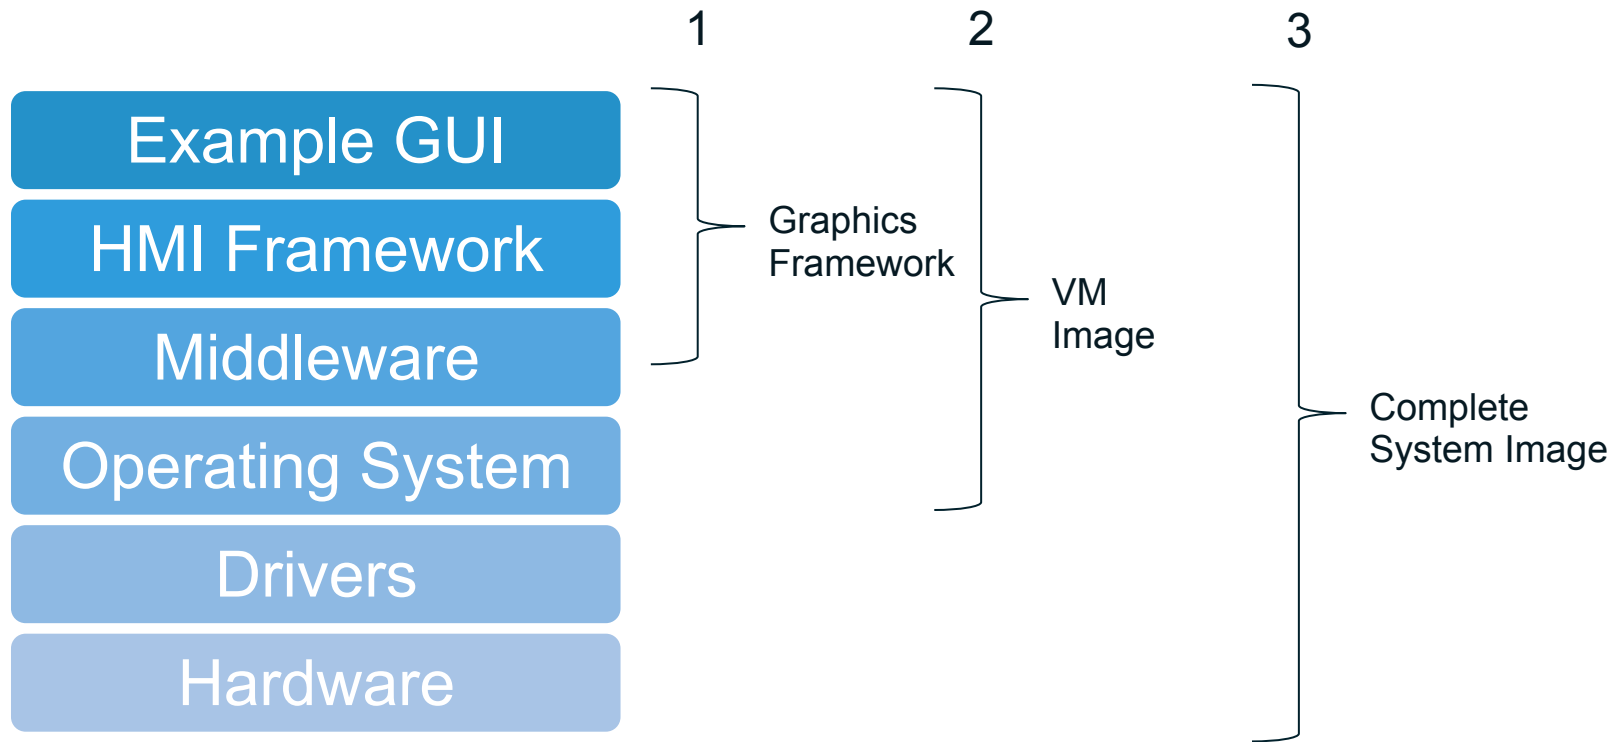 1
2
3
Example GUI
HMI Framework
Middleware
Operating System
Drivers
Hardware
Graphics
Framework
VM
Image
Complete
System Image